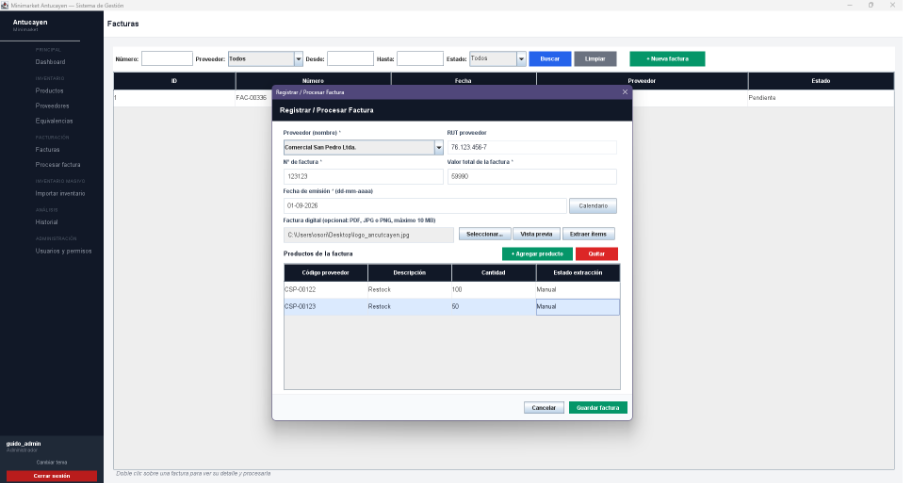 Minimarket Antucayen — Sistema de Gestión
Antucayen
Minimarket
PRINCIPAL
Dashboard
INVENTARIO
Productos
Proveedores
Equivalencias
FACTURACIÓN
Facturas
Procesar factura
INVENTARIO MASIVO
Importar inventario
ANÁLISIS
Historial
ADMINISTRACIÓN
Usuarios y permisos
guido_admin
Administrador
Cambiar tema
Cerrar sesión
Facturas
Número: Proveedor: Todos Desde: Hasta: Estado: Todos Buscar Limpiar + Nueva factura
ID Número Fecha Proveedor Estado
1 FAC-00336 Pendiente
Registrar / Procesar Factura
Registrar / Procesar Factura
Proveedor (nombre) * RUT proveedor
Comercial San Pedro Ltda. 76.123.456-7
N° de factura * Valor total de la factura *
123123 59990
Fecha de emisión * (dd-mm-aaaa)
01-08-2026 Calendario
Factura digital (opcional: PDF, JPG o PNG, máximo 10 MB)
Seleccionar... Vista previa Extraer ítems
Productos de la factura + Agregar producto Quitar
Código proveedor Descripción Cantidad Estado extracción
CSP-00122 Restock 100 Manual
CSP-00123 Restock 50 Manual
Cancelar Guardar factura
Doble clic sobre una factura para ver su detalle y procesarla